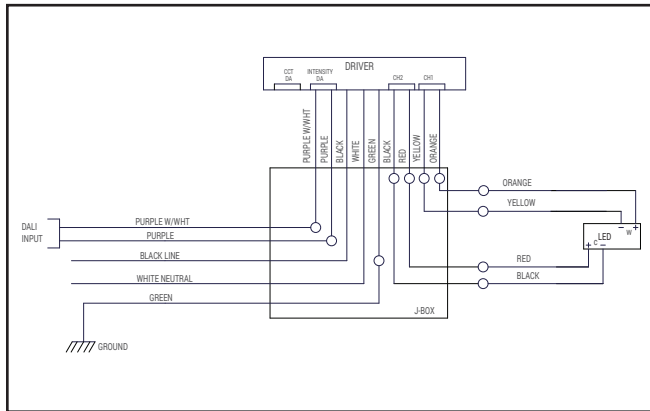 DRIVER
CCT
DA
INTENSITY
DA
CH2
CH1
PURPLE W/WHT
PURPLE
BLACK
WHITE
GREEN
BLACK
RED
YELLOW
ORANGE
ORANGE
YELLOW
DALI
INPUT
PURPLE W/WHT
PURPLE
BLACK LINE
WHITE NEUTRAL
GREEN
GROUND
RED
BLACK
− W +
LED
+ C −
J-BOX